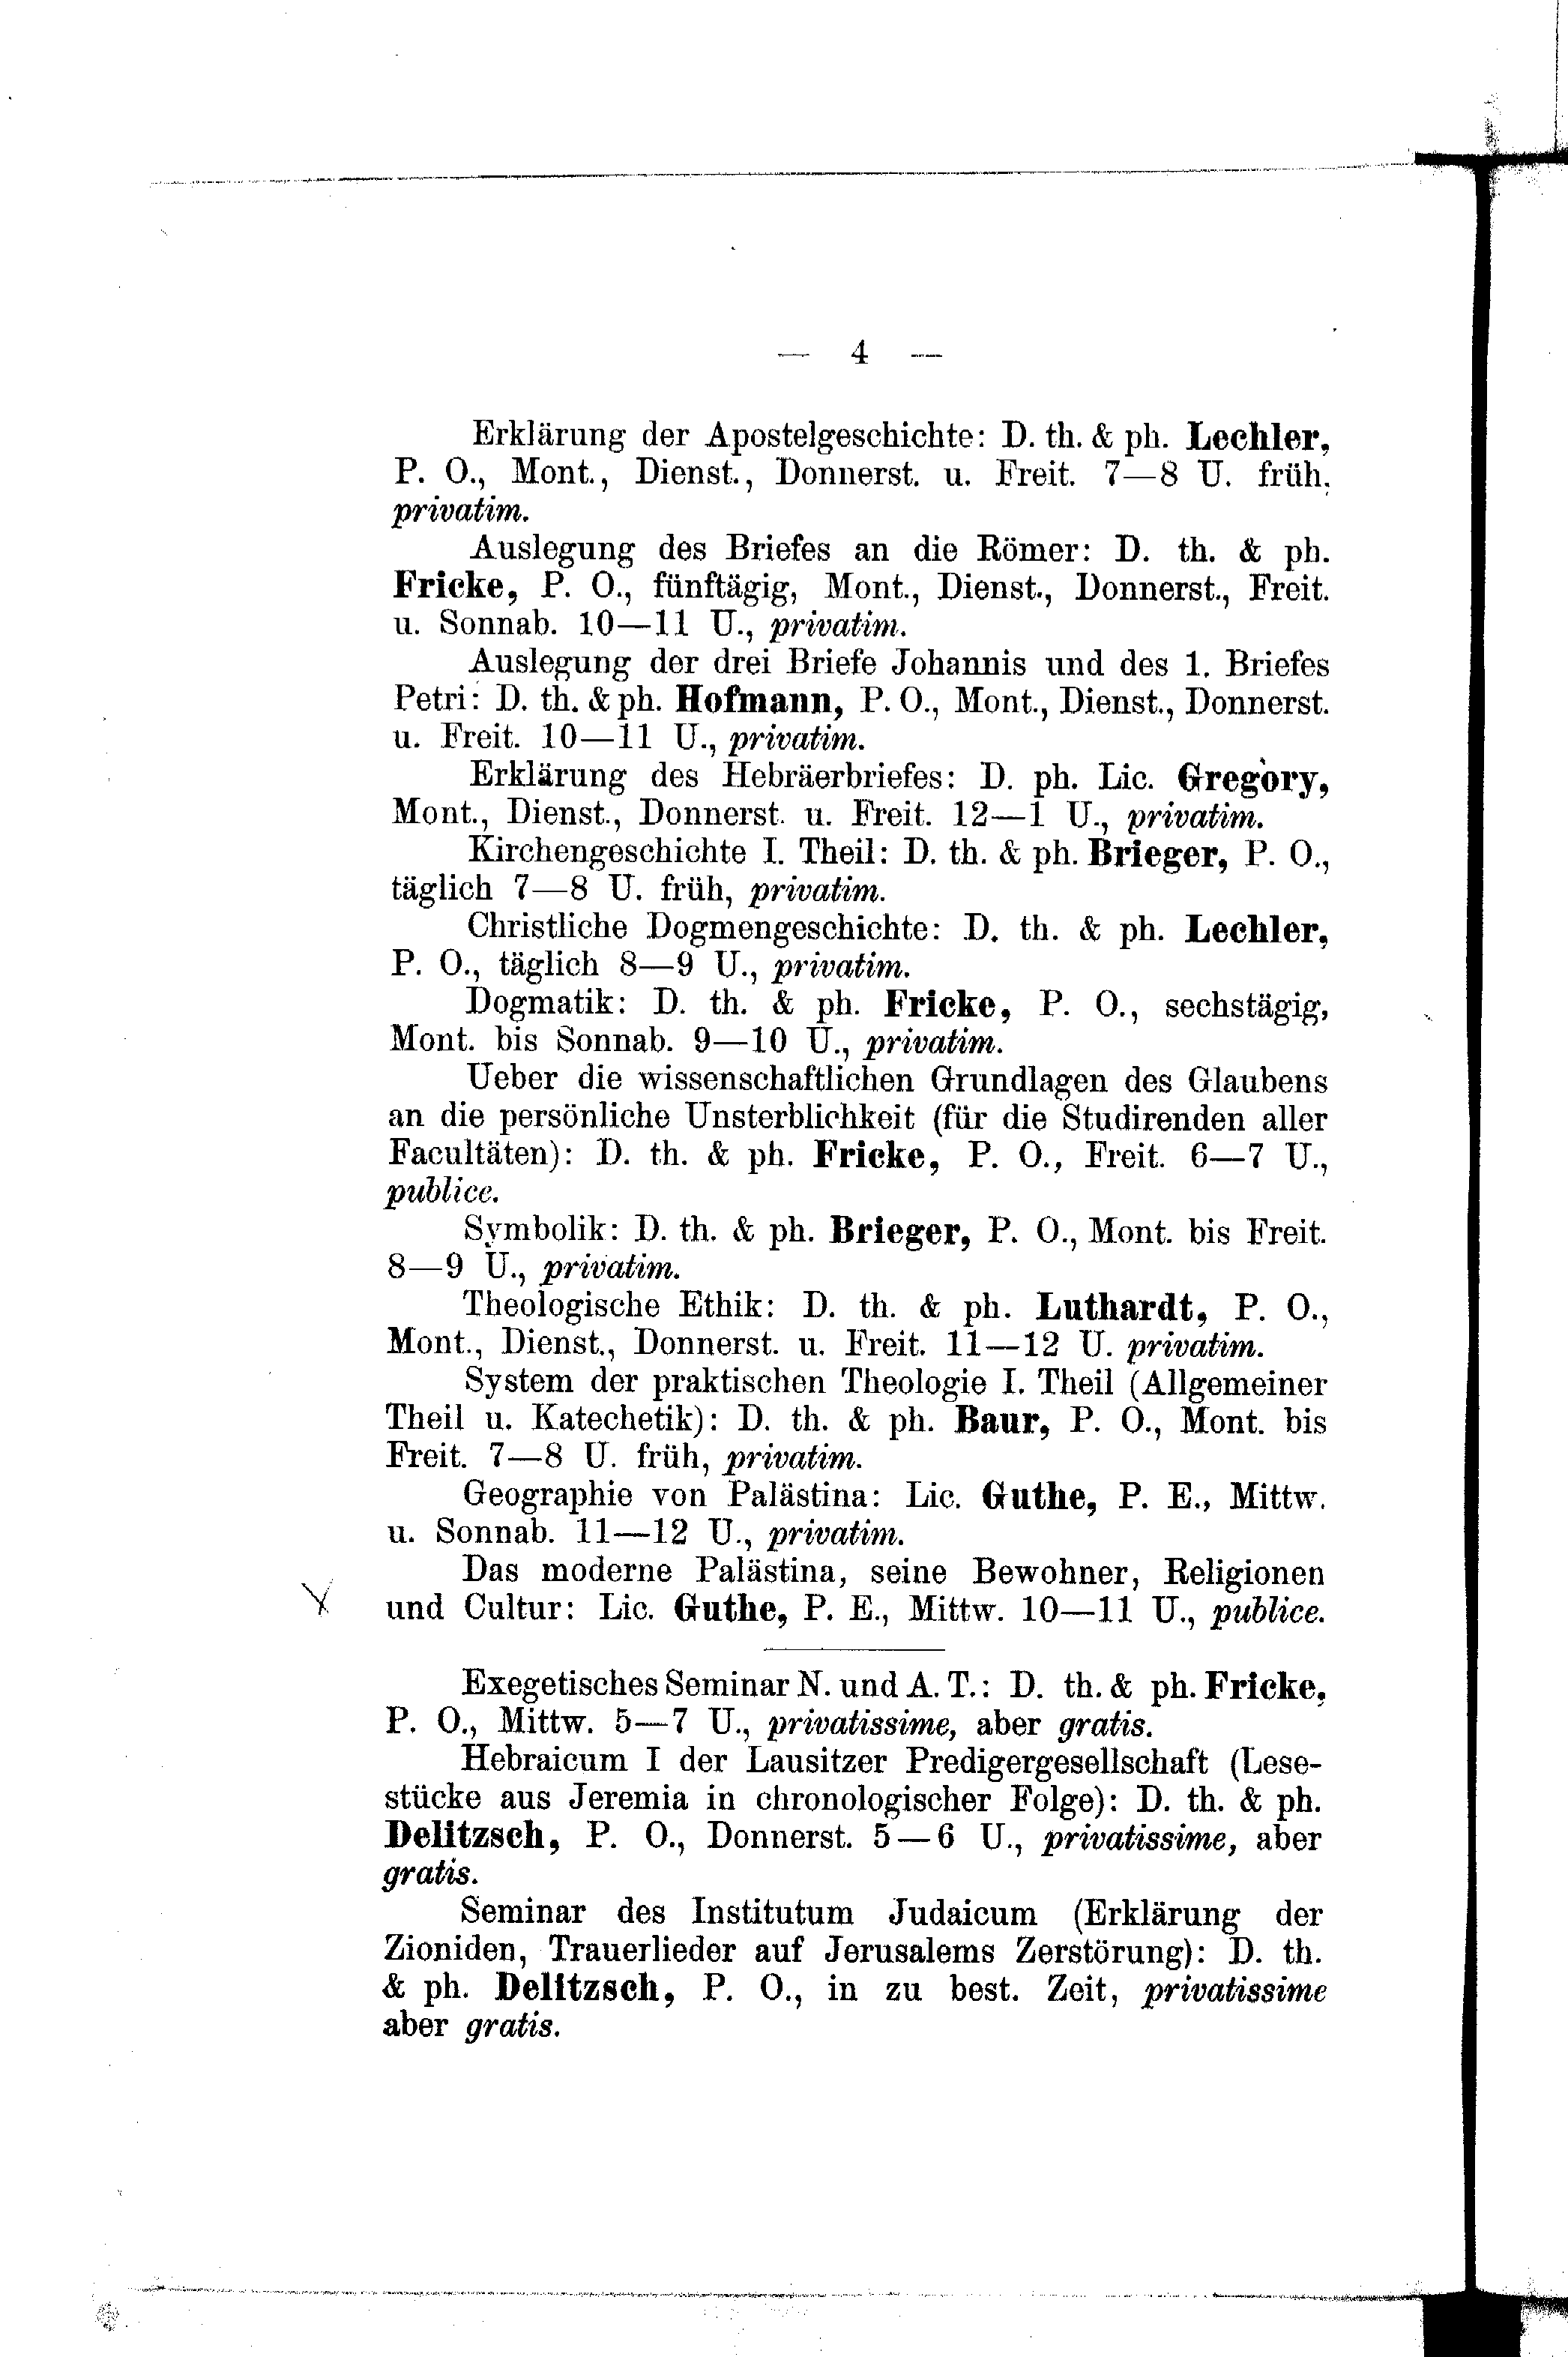 — 4 —
Erklärung der Apostelgeschichte: D. th. & ph. Lechler,
P. O., Mont., Dienst., Donnerst. u. Freit. 7—8 U. früh,
privatim.
Auslegung des Briefes an die Römer: D. th. & ph.
Fricke, P. O., fünftägig, Mont., Dienst., Donnerst., Freit.
u. Sonnab. 10—11 U., privatim.
Auslegung der drei Briefe Johannis und des 1. Briefes
Petri: D. th. & ph. Hofmann, P. O., Mont., Dienst., Donnerst.
u. Freit. 10—11 U., privatim.
Erklärung des Hebräerbriefes: D. ph. Lic. Gregory,
Mont., Dienst., Donnerst. u. Freit. 12—1 U., privatim.
Kirchengeschichte I. Theil: D. th. & ph. Brieger, P. O.,
täglich 7—8 U. früh, privatim.
Christliche Dogmengeschichte: D. th. & ph. Lechler,
P. O., täglich 8—9 U., privatim.
Dogmatik: D. th. & ph. Fricke, P. O., sechstägig,
Mont. bis Sonnab. 9—10 U., privatim.
Ueber die wissenschaftlichen Grundlagen des Glaubens
an die persönliche Unsterblichkeit (für die Studirenden aller
Facultäten): D. th. & ph. Fricke, P. O., Freit. 6—7 U.,
publice.
Symbolik: D. th. & ph. Brieger, P. O., Mont. bis Freit.
8—9 U., privatim.
Theologische Ethik: D. th. & ph. Luthardt, P. O.,
Mont., Dienst., Donnerst. u. Freit. 11—12 U. privatim.
System der praktischen Theologie I. Theil (Allgemeiner
Theil u. Katechetik): D. th. & ph. Baur, P. O., Mont. bis
Freit. 7—8 U. früh, privatim.
Geographie von Palästina: Lic. Guthe, P. E., Mittw.
u. Sonnab. 11—12 U., privatim.
Das moderne Palästina, seine Bewohner, Religionen
und Cultur: Lic. Guthe, P. E., Mittw. 10—11 U., publice.
Exegetisches Seminar N. und A. T.: D. th. & ph. Fricke,
P. O., Mittw. 5—7 U., privatissime, aber gratis.
Hebraicum I der Lausitzer Predigergesellschaft (Lese-
stücke aus Jeremia in chronologischer Folge): D. th. & ph.
Delitzsch, P. O., Donnerst. 5—6 U., privatissime, aber
gratis.
Seminar des Institutum Judaicum (Erklärung der
Zioniden, Trauerlieder auf Jerusalems Zerstörung): D. th.
& ph. Delitzsch, P. O., in zu best. Zeit, privatissime
aber gratis.